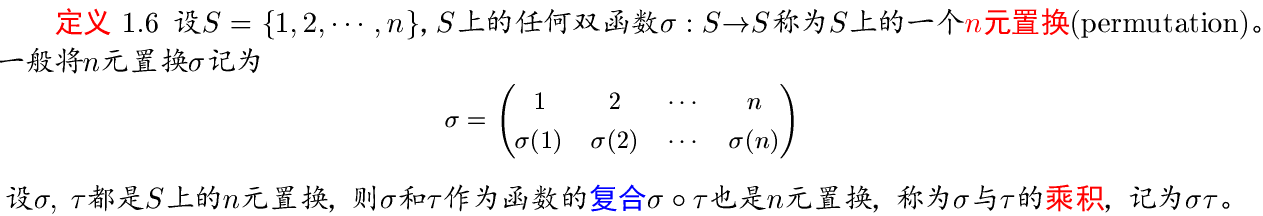 定义 1.6 设S = {1, 2, ⋯ , n}, S上的任何双函数σ : S→S称为S上的一个n元置换(permutation)。
一般将n元置换σ记为
σ = ( 1 2 ⋯ n
σ(1) σ(2) ⋯ σ(n) )
设σ, τ都是S上的n元置换, 则σ和τ作为函数的复合σ ∘ τ也是n元置换, 称为σ与τ的乘积, 记为στ。